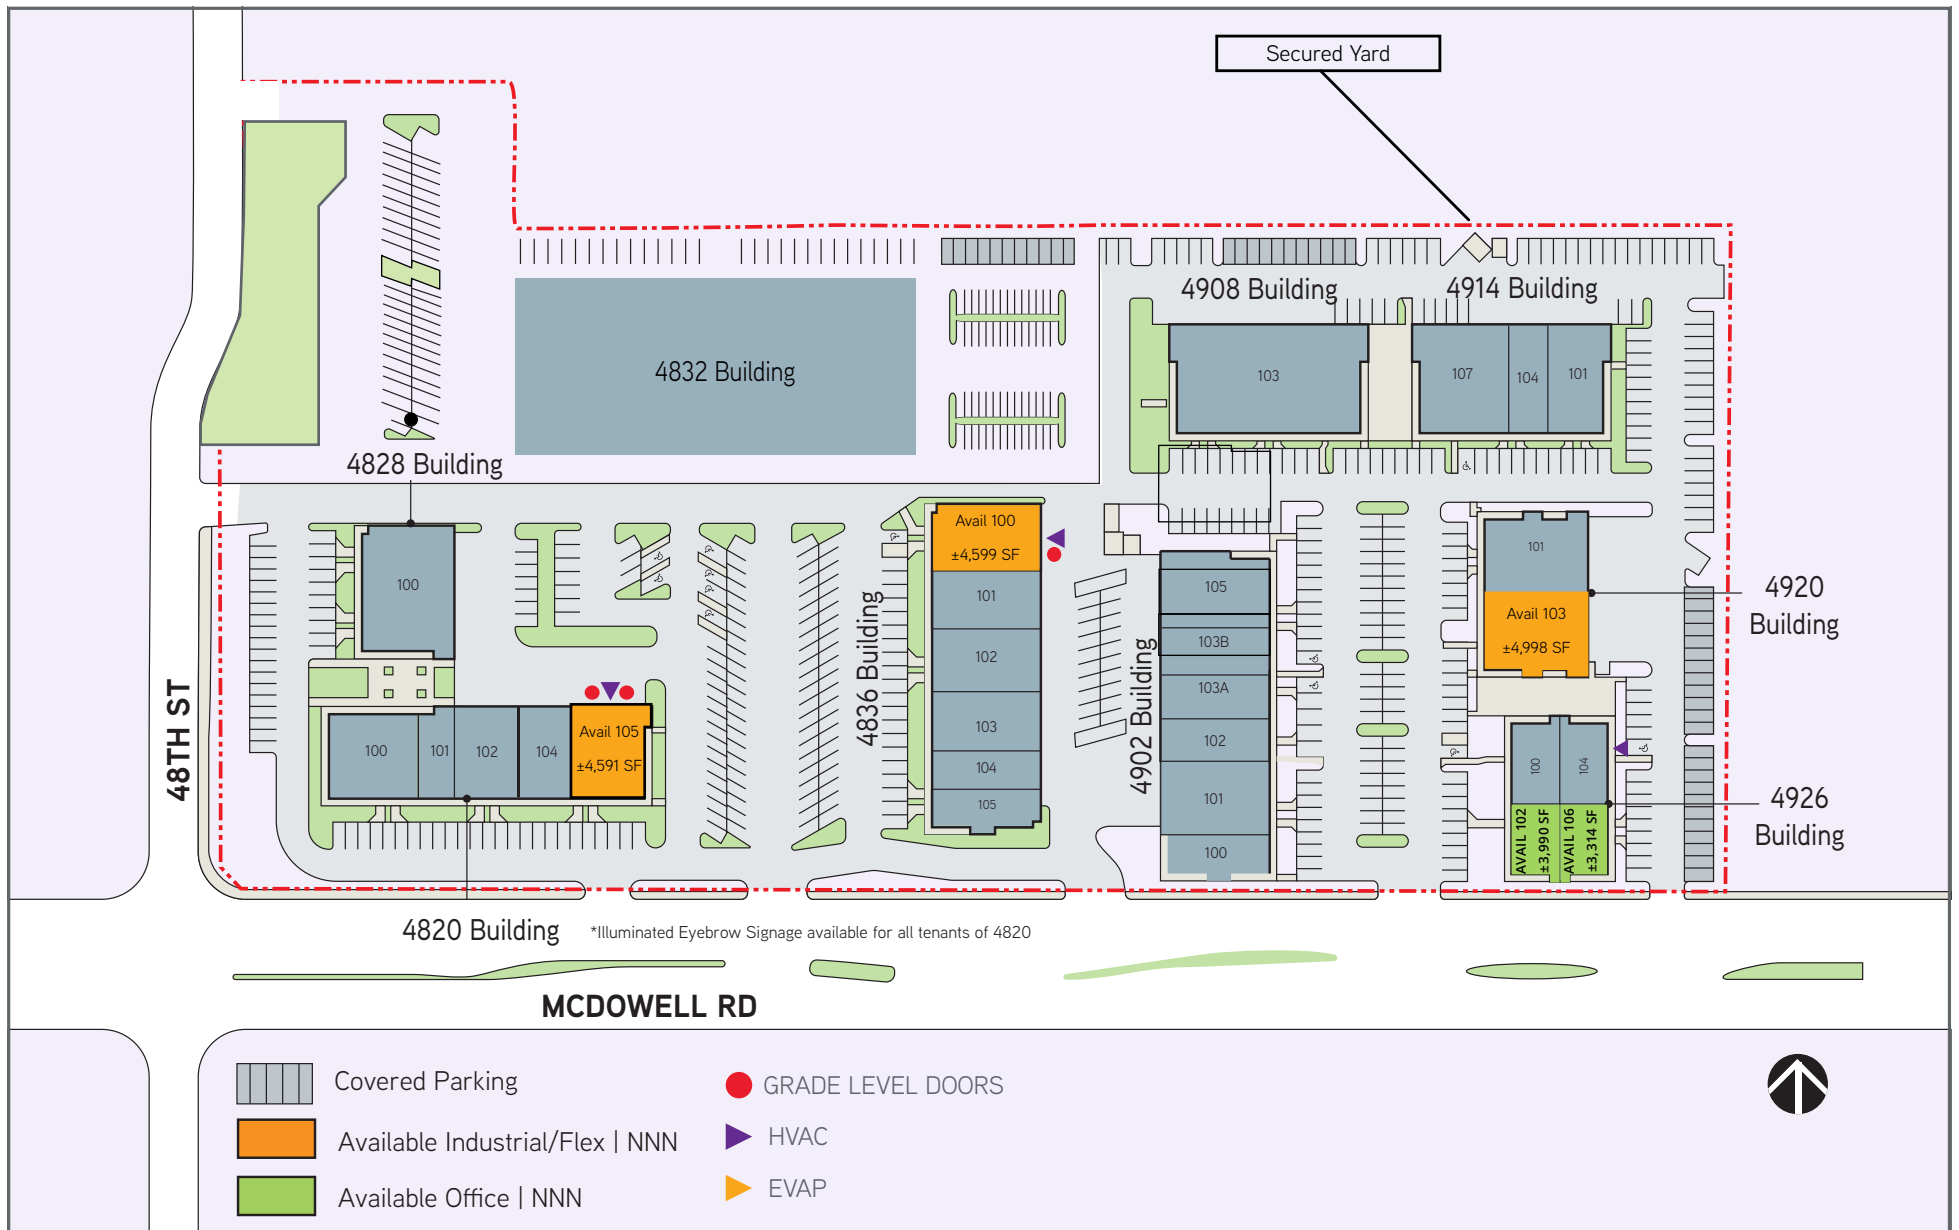 Secured Yard
4908 Building
4914 Building
4832 Building
103
107
104
101
4828 Building
100
Avail 100
±4,599 SF
101
102
103
104
105
4836 Building
105
103B
103A
102
101
100
4902 Building
101
Avail 103
±4,998 SF
4920
Building
100
104
AVAIL 102
±3,990 SF
AVAIL 106
±3,314 SF
4926
Building
100
101
102
104
Avail 105
±4,591 SF
48TH ST
4820 Building
*Illuminated Eyebrow Signage available for all tenants of 4820
MCDOWELL RD
Covered Parking
Available Industrial/Flex | NNN
Available Office | NNN
GRADE LEVEL DOORS
HVAC
EVAP